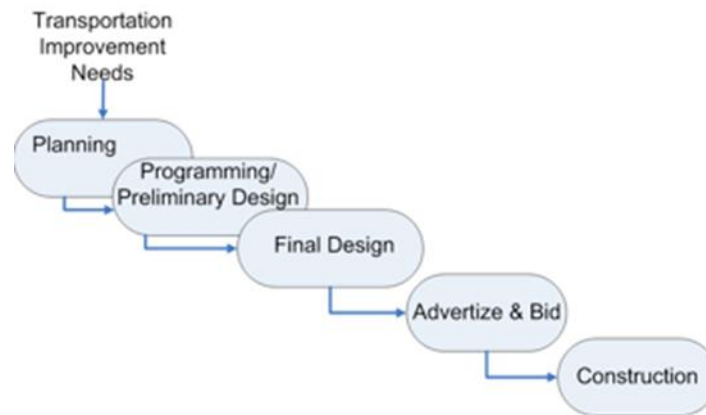 Transportation
Improvement
Needs
Planning
Programming/
Preliminary Design
Final Design
Advertize & Bid
Construction